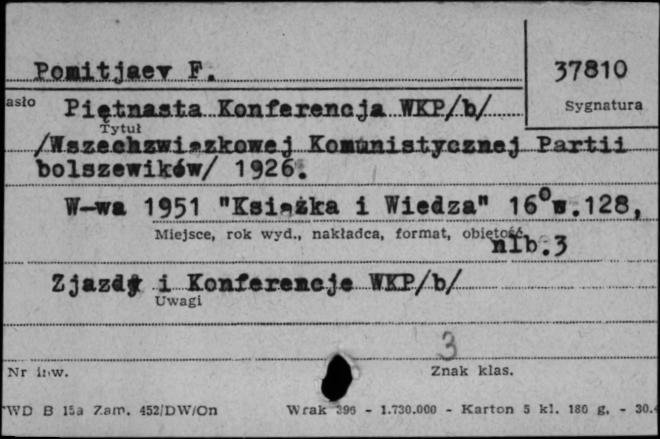 Pomitjaev F.
37810
asło
Piętnasta Konferencja WKP/b/
Sygnatura
Tytuł
/Wszechzwiązkowej Komunistycznej Partii
bolszewików/ 1926.
W-wa 1951 "Książka i Wiedza" 16° s.128,
Miejsce, rok wyd., nakładca, format, objętość
nlb.3
Zjazdy i Konferencje WKP/b/
Uwagi
3
Nr inw.
Znak klas.
WD B 15a Zam. 452/DW/On
Wrak 396 - 1.730.000 - Karton 5 kl. 180 g. - 30.